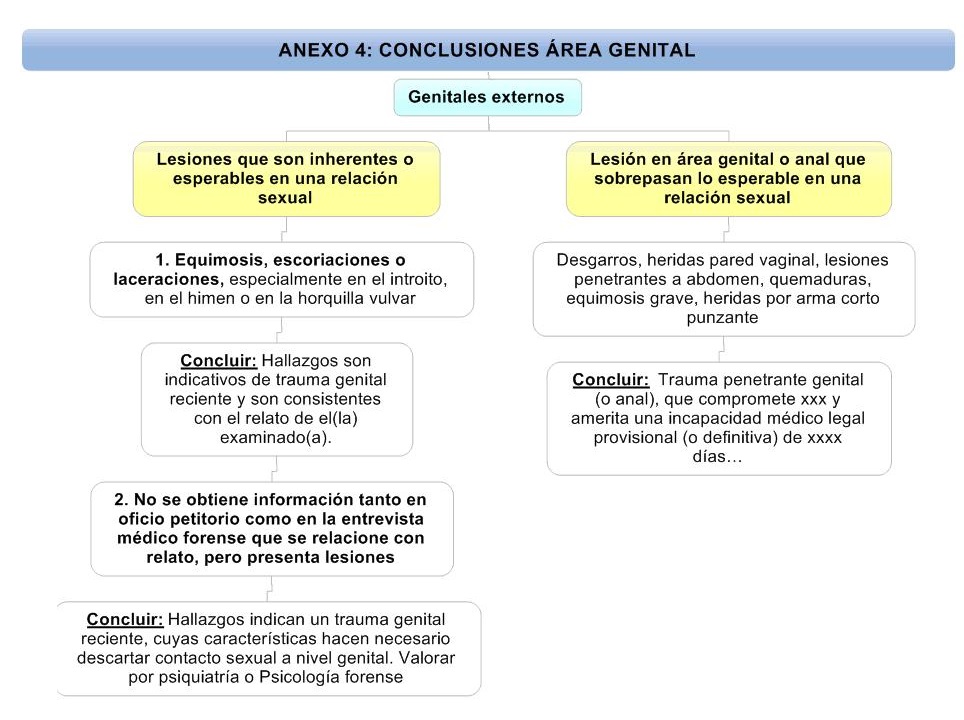 ANEXO 4: CONCLUSIONES ÁREA GENITAL
Genitales externos
Lesiones que son inherentes o
esperables en una relación
sexual
1. Equimosis, escoriaciones o
laceraciones, especialmente en el introito,
en el himen o en la horquilla vulvar
Concluir: Hallazgos son
indicativos de trauma genital
reciente y son consistentes
con el relato de el(la)
examinado(a).
2. No se obtiene información tanto en
oficio petitorio como en la entrevista
médico forense que se relacione con
relato, pero presenta lesiones
Concluir: Hallazgos indican un trauma genital
reciente, cuyas características hacen necesario
descartar contacto sexual a nivel genital. Valorar
por psiquiatría o Psicología forense
Lesión en área genital o anal que
sobrepasan lo esperable en una
relación sexual
Desgarros, heridas pared vaginal, lesiones
penetrantes a abdomen, quemaduras,
equimosis grave, heridas por arma corto
punzante
Concluir: Trauma penetrante genital
(o anal), que compromete xxx y
amerita una incapacidad médico legal
provisional (o definitiva) de xxxx
días…